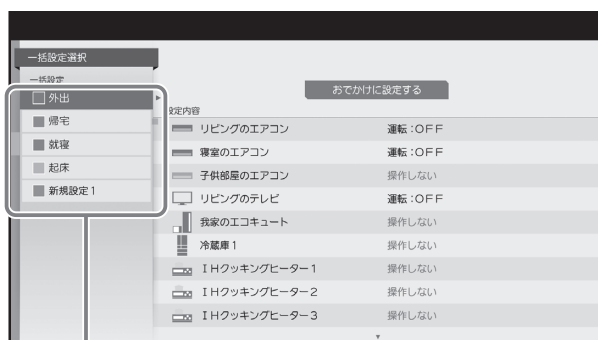 一括設定選択
一括設定
外出
帰宅
就寝
起床
新規設定1
おでかけに設定する
設定内容
リビングのエアコン 運転:OFF
寝室のエアコン 運転:OFF
子供部屋のエアコン 操作しない
リビングのテレビ 運転:OFF
我家のエコキュート 操作しない
冷蔵庫1 操作しない
IHクッキングヒーター1 操作しない
IHクッキングヒーター2 操作しない
IHクッキングヒーター3 操作しない